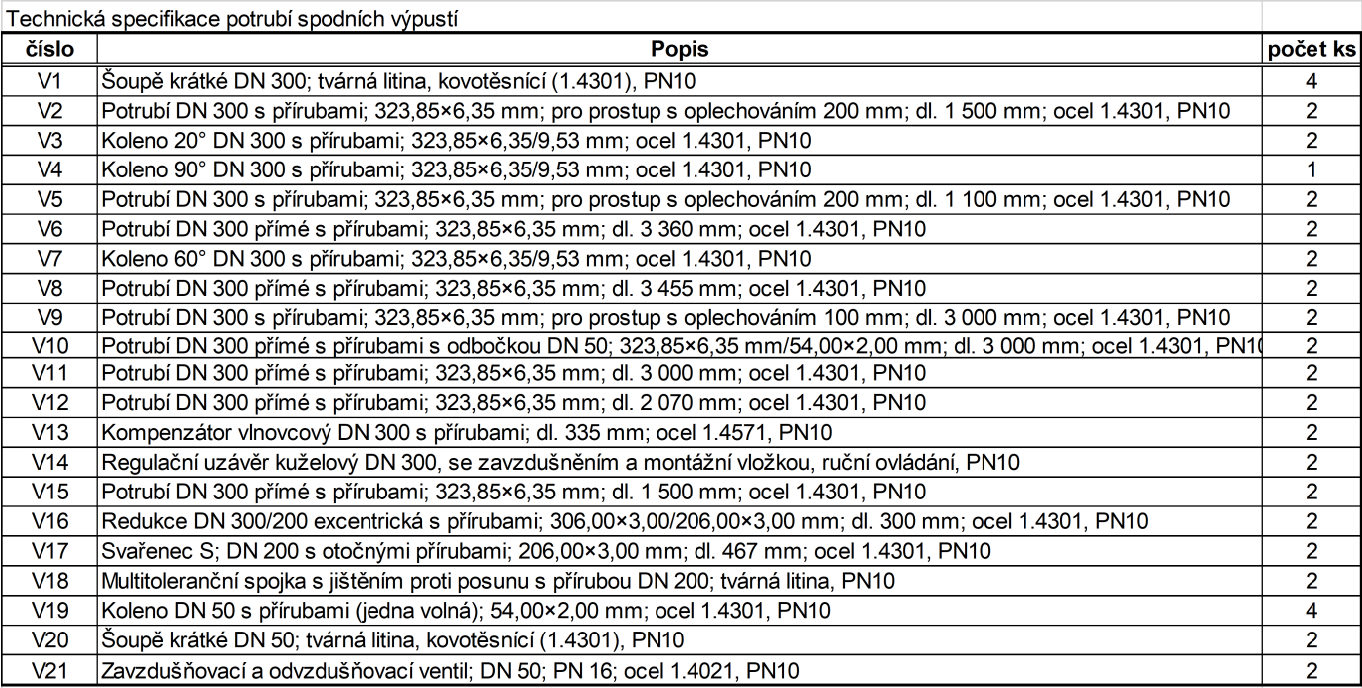 Technická specifikace potrubí spodních výpustí
číslo Popis počet ks
V1 Šoupě krátké DN 300; tvárná litina, kovotěsnící (1.4301), PN10 4
V2 Potrubí DN 300 s přírubami; 323,85×6,35 mm; pro prostup s oplechováním 200 mm; dl. 1 500 mm; ocel 1.4301, PN10 2
V3 Koleno 20° DN 300 s přírubami; 323,85×6,35/9,53 mm; ocel 1.4301, PN10 2
V4 Koleno 90° DN 300 s přírubami; 323,85×6,35/9,53 mm; ocel 1.4301, PN10 1
V5 Potrubí DN 300 s přírubami; 323,85×6,35 mm; pro prostup s oplechováním 200 mm; dl. 1 100 mm; ocel 1.4301, PN10 2
V6 Potrubí DN 300 přímé s přírubami; 323,85×6,35 mm; dl. 3 360 mm; ocel 1.4301, PN10 2
V7 Koleno 60° DN 300 s přírubami; 323,85×6,35/9,53 mm; ocel 1.4301, PN10 2
V8 Potrubí DN 300 přímé s přírubami; 323,85×6,35 mm; dl. 3 455 mm; ocel 1.4301, PN10 2
V9 Potrubí DN 300 s přírubami; 323,85×6,35 mm; pro prostup s oplechováním 100 mm; dl. 3 000 mm; ocel 1.4301, PN10 2
V10 Potrubí DN 300 přímé s přírubami s odbočkou DN 50; 323,85×6,35 mm/54,00×2,00 mm; dl. 3 000 mm; ocel 1.4301, PN10 2
V11 Potrubí DN 300 přímé s přírubami; 323,85×6,35 mm; dl. 3 000 mm; ocel 1.4301, PN10 2
V12 Potrubí DN 300 přímé s přírubami; 323,85×6,35 mm; dl. 2 070 mm; ocel 1.4301, PN10 2
V13 Kompenzátor vlnovcový DN 300 s přírubami; dl. 335 mm; ocel 1.4571, PN10 2
V14 Regulační uzávěr kuželový DN 300, se zavzdušněním a montážní vložkou, ruční ovládání, PN10 2
V15 Potrubí DN 300 přímé s přírubami; 323,85×6,35 mm; dl. 1 500 mm; ocel 1.4301, PN10 2
V16 Redukce DN 300/200 excentrická s přírubami; 306,00×3,00/206,00×3,00 mm; dl. 300 mm; ocel 1.4301, PN10 2
V17 Svařenec S; DN 200 s otočnými přírubami; 206,00×3,00 mm; dl. 467 mm; ocel 1.4301, PN10 2
V18 Multitoleranční spojka s jištěním proti posunu s přírubou DN 200; tvárná litina, PN10 2
V19 Koleno DN 50 s přírubami (jedna volná); 54,00×2,00 mm; ocel 1.4301, PN10 4
V20 Šoupě krátké DN 50; tvárná litina, kovotěsnící (1.4301), PN10 2
V21 Zavzdušňovací a odvzdušňovací ventil; DN 50; PN 16; ocel 1.4021, PN10 2